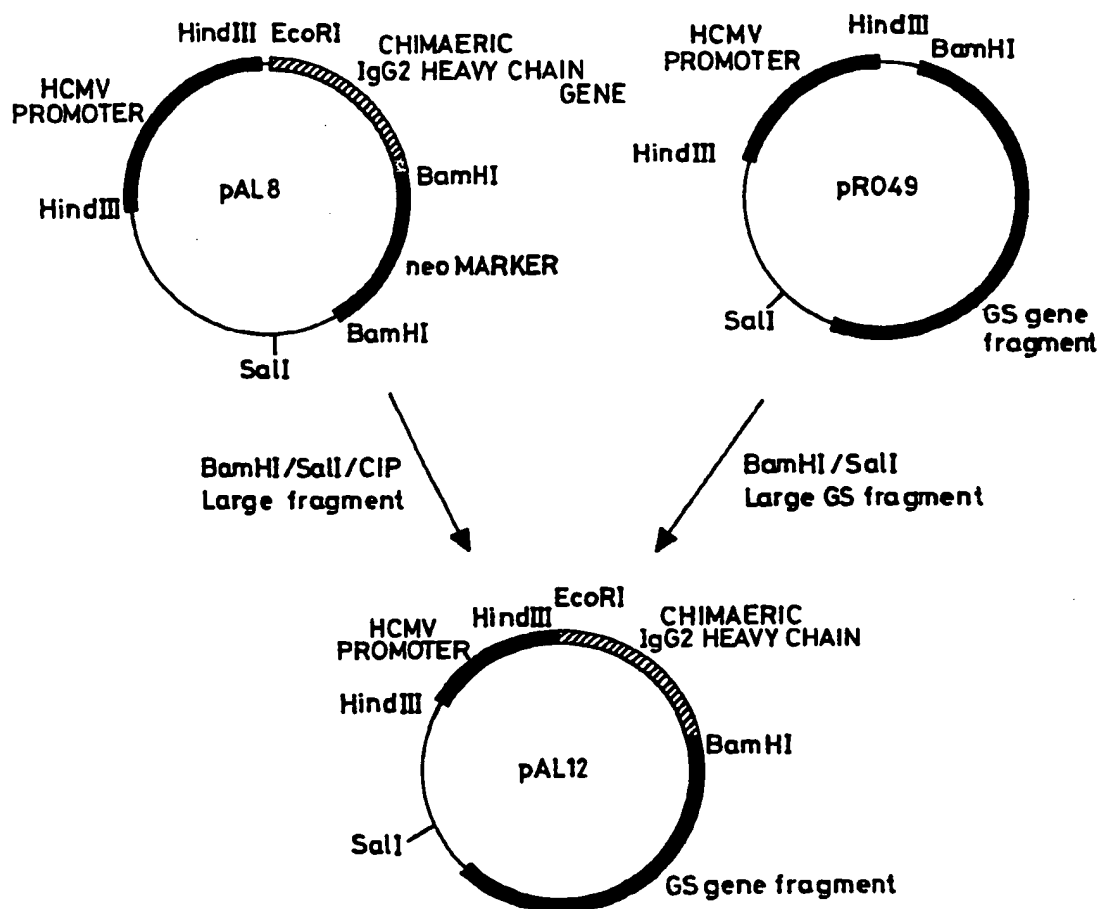 HindIII EcoRI
CHIMAERIC
IgG2 HEAVY CHAIN
GENE
HCMV
PROMOTER
BamHI
HindIII
pAL8
neo MARKER
BamHI
SalI
HindIII
HCMV
PROMOTER
BamHI
HindIII
pRO49
SalI
GS gene
fragment
BamHI/SalI/CIP
Large fragment
BamHI/SalI
Large GS fragment
EcoRI
HindIII
CHIMAERIC
IgG2 HEAVY CHAIN
HCMV
PROMOTER
HindIII
BamHI
pAL12
SalI
GS gene fragment